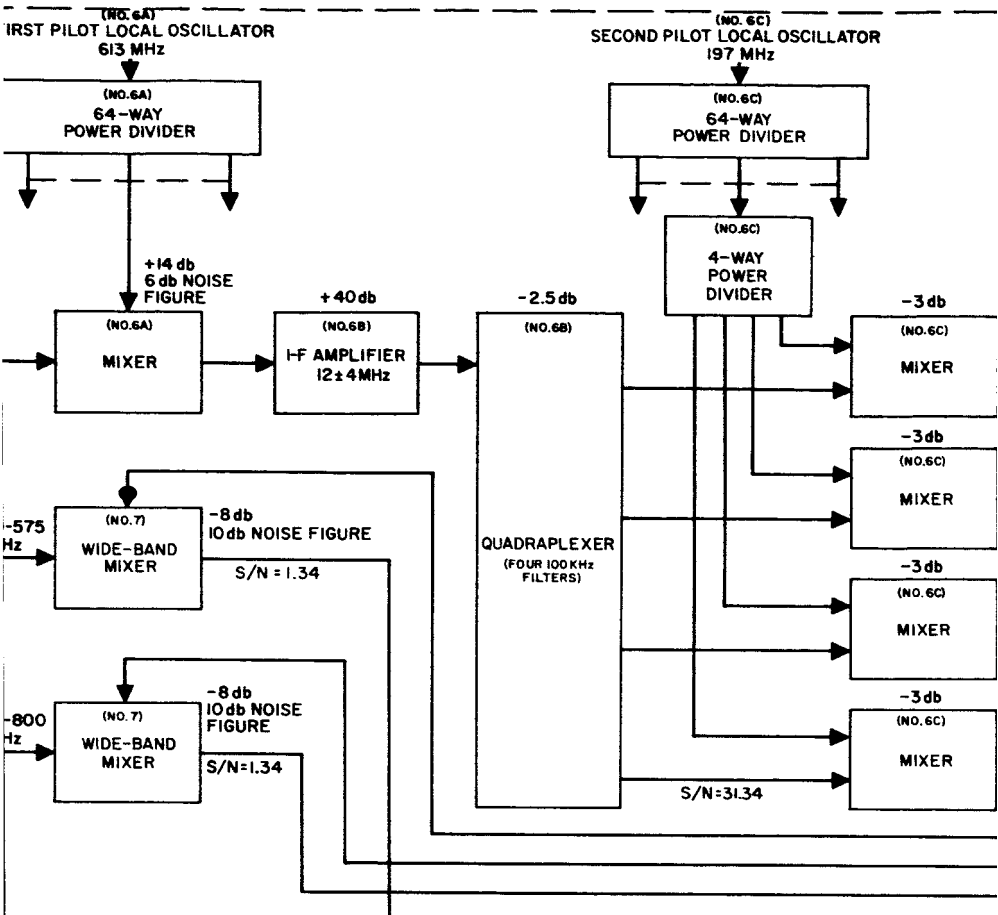 (NO. 6A)
IRST PILOT LOCAL OSCILLATOR
613 MHz
(NO.6A)
64-WAY
POWER DIVIDER
(NO. 6C)
SECOND PILOT LOCAL OSCILLATOR
197 MHz
(NO.6C)
64-WAY
POWER DIVIDER
(NO.6C)
4-WAY
POWER
DIVIDER
+14 db
6 db NOISE
FIGURE
(NO.6A)
MIXER
+40 db
(NO.6B)
I-F AMPLIFIER
12±4 MHz
-2.5 db
(NO.6B)
QUADRAPLEXER
(FOUR 100 KHz
FILTERS)
-3 db
(NO.6C)
MIXER
-3 db
(NO.6C)
MIXER
-3 db
(NO.6C)
MIXER
-3 db
(NO.6C)
MIXER
S/N=31.34
-575
Hz
(NO.7)
WIDE-BAND
MIXER
-8 db
10 db NOISE FIGURE
S/N = 1.34
-800
Hz
(NO. 7)
WIDE-BAND
MIXER
-8 db
10 db NOISE
FIGURE
S/N=1.34